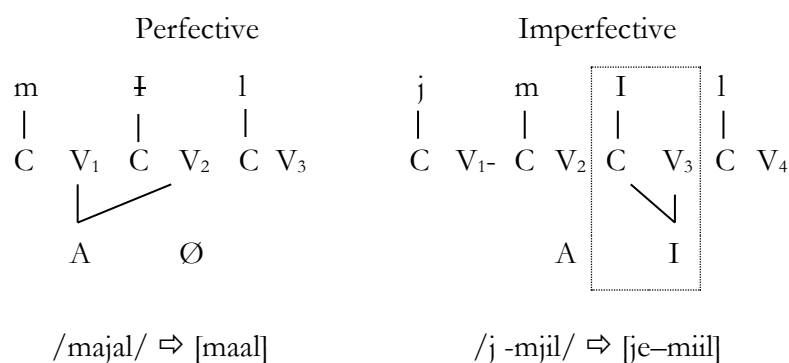 Perfective Imperfective
m Ɨ l j m I l
C V₁ C V₂ C V₃ C V₁- C V₂ C V₃ C V₄
A Ø A I
/majal/ ⇨ [maal] /j -mjil/ ⇨ [je–miil]